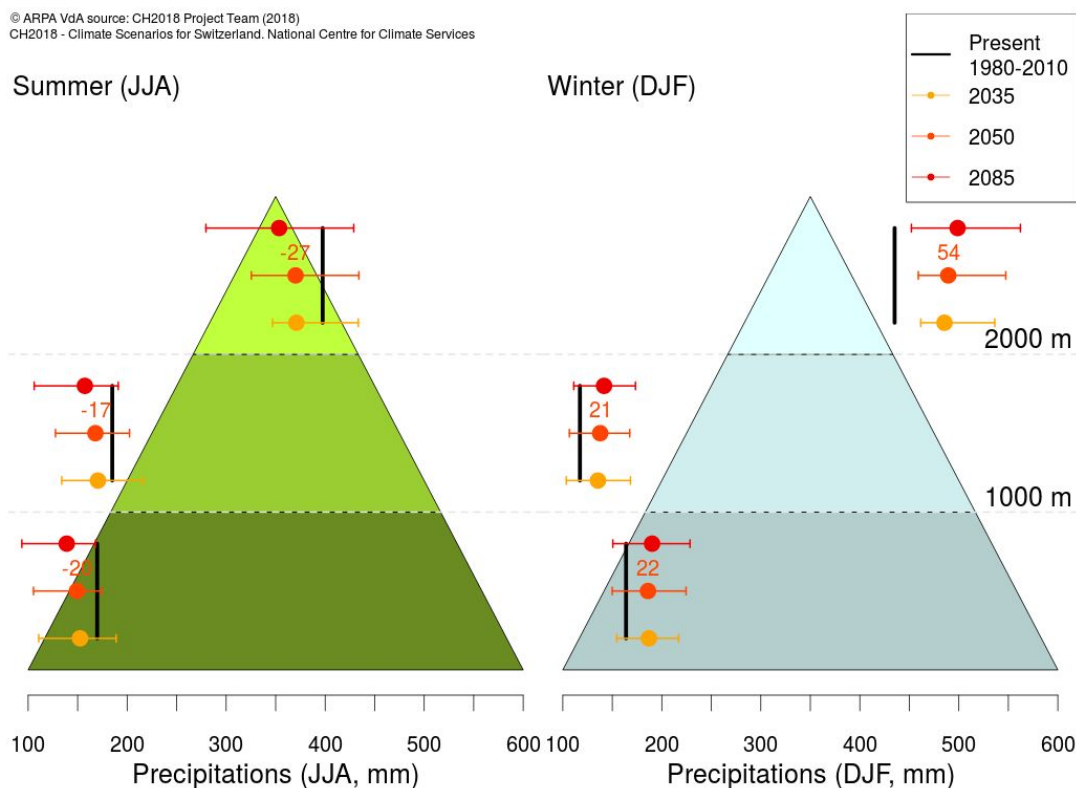 © ARPA VdA source: CH2018 Project Team (2018)
CH2018 - Climate Scenarios for Switzerland. National Centre for Climate Services
Summer (JJA)
Winter (DJF)
Present
1980-2010
2035
2050
2085
-27
54
2000 m
-17
21
1000 m
-20
22
100 200 300 400 500 600
100 200 300 400 500 600
Precipitations (JJA, mm)
Precipitations (DJF, mm)